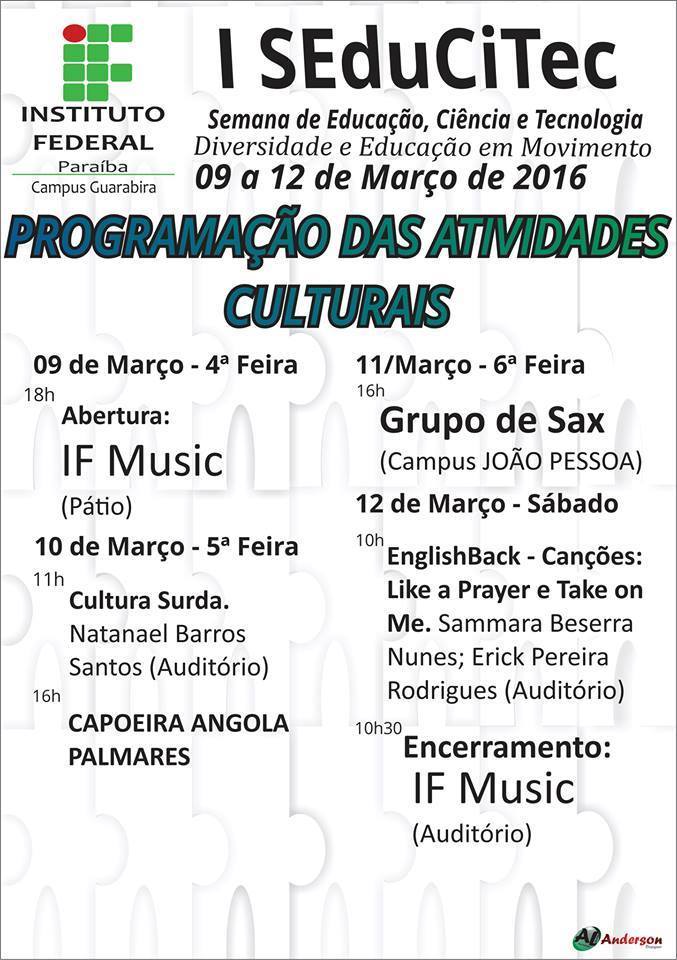 INSTITUTO
FEDERAL
Paraíba
Campus Guarabira
I SEduCiTec
Semana de Educação, Ciência e Tecnologia
Diversidade e Educação em Movimento
09 a 12 de Março de 2016
PROGRAMAÇÃO DAS ATIVIDADES
CULTURAIS
09 de Março - 4ª Feira
18h
Abertura:
IF Music
(Pátio)
10 de Março - 5ª Feira
11h
Cultura Surda.
Natanael Barros
Santos (Auditório)
16h
CAPOEIRA ANGOLA
PALMARES
11/Março - 6ª Feira
16h
Grupo de Sax
(Campus JOÃO PESSOA)
12 de Março - Sábado
10h
EnglishBack - Canções:
Like a Prayer e Take on
Me. Sammara Beserra
Nunes; Erick Pereira
Rodrigues (Auditório)
10h30
Encerramento:
IF Music
(Auditório)
Anderson